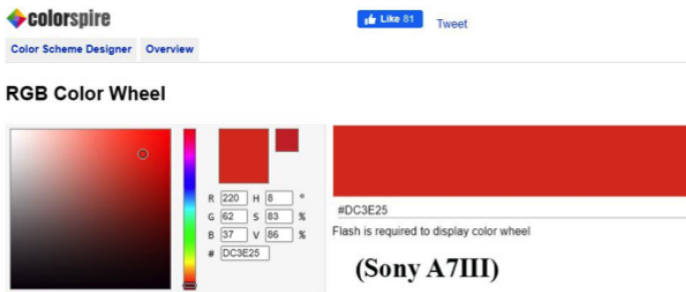 colorspire
Like 81
Tweet
Color Scheme Designer
Overview
RGB Color Wheel
R 220 H 8 °
G 62 S 83 %
B 37 V 86 %
# DC3E25
#DC3E25
Flash is required to display color wheel
(Sony A7III)